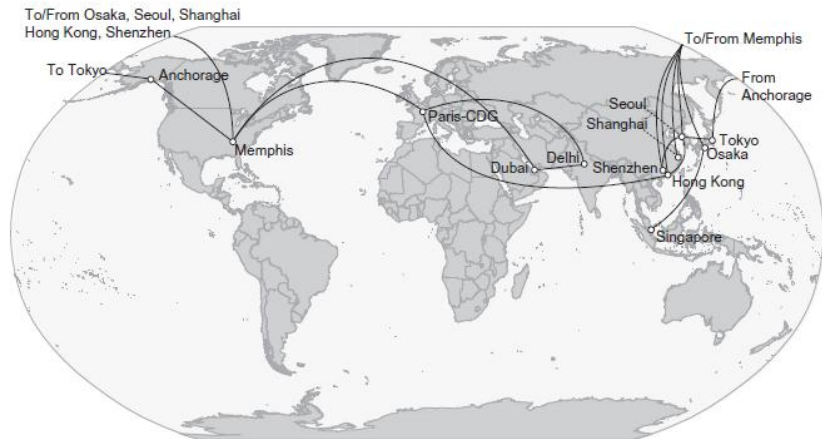 To/From Osaka, Seoul, Shanghai
Hong Kong, Shenzhen
To/From Memphis
To Tokyo
Anchorage
From
Anchorage
Seoul
Shanghai
Paris-CDG
Memphis
Tokyo
Osaka
Delhi
Dubai
Shenzhen
Hong Kong
Singapore